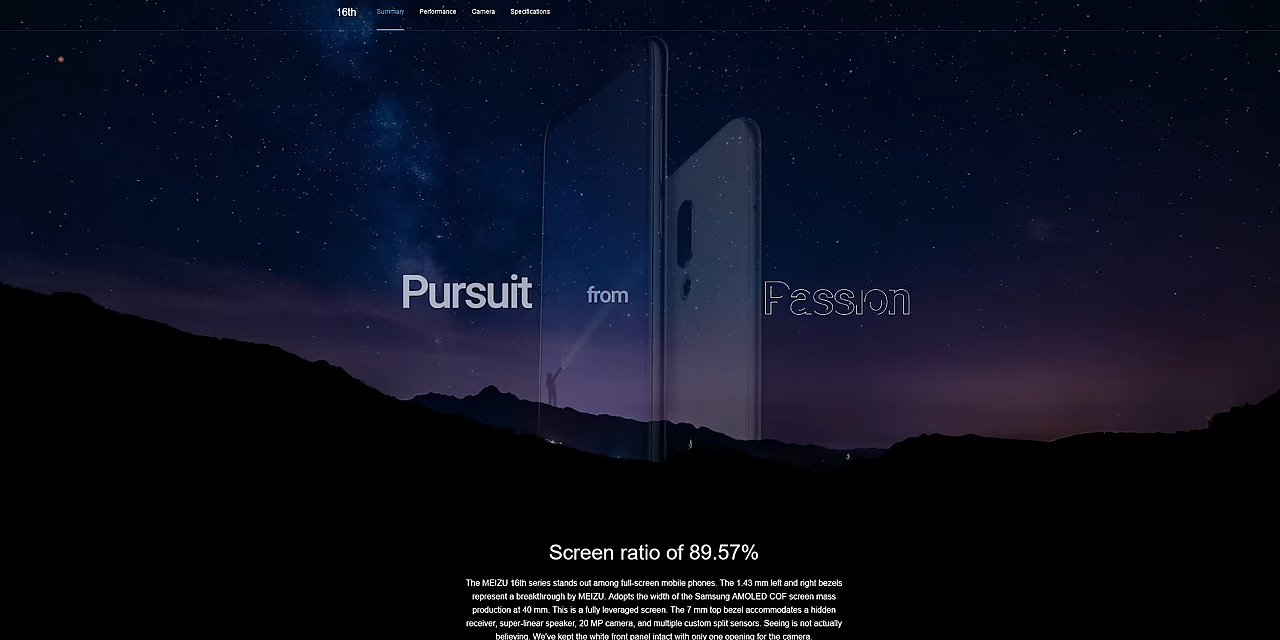 16th Summary Performance Camera Specifications
Pursuit from Passion
Screen ratio of 89.57%
The MEIZU 16th series stands out among full-screen mobile phones. The 1.43 mm left and right bezels
represent a breakthrough by MEIZU. Adopts the width of the Samsung AMOLED COF screen mass
production at 40 mm. This is a fully leveraged screen. The 7 mm top bezel accommodates a hidden
receiver, super-linear speaker, 20 MP camera, and multiple custom split sensors. Seeing is not actually
believing. We've kept the white front panel intact with only one opening for the camera.